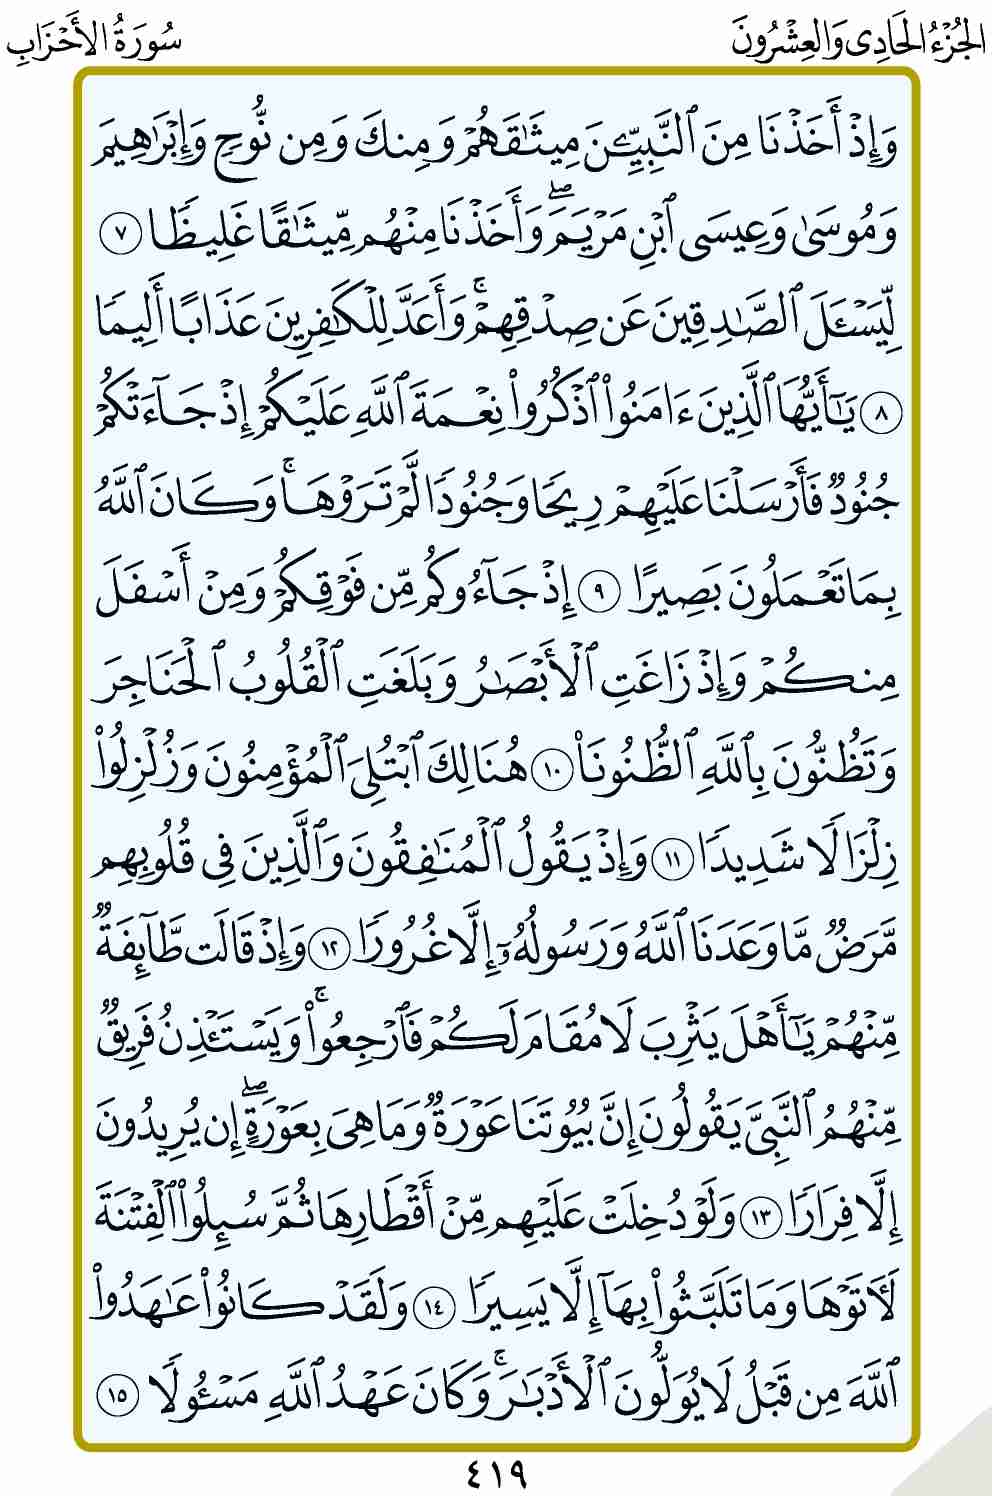 الجُزْءُ الحَادِي وَالعِشْرُونَ
سُورَةُ الأَحْزَابِ
وَإِذْ أَخَذْنَا مِنَ ٱلنَّبِيِّۦنَ مِيثَٰقَهُمْ وَمِنكَ وَمِن نُّوحٍ وَإِبْرَٰهِيمَ
وَمُوسَىٰ وَعِيسَى ٱبْنِ مَرْيَمَۖ وَأَخَذْنَا مِنْهُم مِّيثَٰقًا غَلِيظًا ٧
لِّيَسْـَٔلَ ٱلصَّٰدِقِينَ عَن صِدْقِهِمْۚ وَأَعَدَّ لِلْكَٰفِرِينَ عَذَابًا أَلِيمًا
٨ يَٰٓأَيُّهَا ٱلَّذِينَ ءَامَنُوا۟ ٱذْكُرُوا۟ نِعْمَةَ ٱللَّهِ عَلَيْكُمْ إِذْ جَآءَتْكُمْ
جُنُودٌ فَأَرْسَلْنَا عَلَيْهِمْ رِيحًا وَجُنُودًا لَّمْ تَرَوْهَاۚ وَكَانَ ٱللَّهُ
بِمَا تَعْمَلُونَ بَصِيرًا ٩ إِذْ جَآءُوكُم مِّن فَوْقِكُمْ وَمِنْ أَسْفَلَ
مِنكُمْ وَإِذْ زَاغَتِ ٱلْأَبْصَٰرُ وَبَلَغَتِ ٱلْقُلُوبُ ٱلْحَنَاجِرَ
وَتَظُنُّونَ بِٱللَّهِ ٱلظُّنُونَا۠ ١٠ هُنَالِكَ ٱبْتُلِىَ ٱلْمُؤْمِنُونَ وَزُلْزِلُوا۟
زِلْزَالًا شَدِيدًا ١١ وَإِذْ يَقُولُ ٱلْمُنَٰفِقُونَ وَٱلَّذِينَ فِى قُلُوبِهِم
مَّرَضٌ مَّا وَعَدَنَا ٱللَّهُ وَرَسُولُهُۥٓ إِلَّا غُرُورًا ١٢ وَإِذْ قَالَت طَّآئِفَةٌ
مِّنْهُمْ يَٰٓأَهْلَ يَثْرِبَ لَا مُقَامَ لَكُمْ فَٱرْجِعُوا۟ۚ وَيَسْتَـْٔذِنُ فَرِيقٌ
مِّنْهُمُ ٱلنَّبِىَّ يَقُولُونَ إِنَّ بُيُوتَنَا عَوْرَةٌ وَمَا هِىَ بِعَوْرَةٍۖ إِن يُرِيدُونَ
إِلَّا فِرَارًا ١٣ وَلَوْ دُخِلَتْ عَلَيْهِم مِّنْ أَقْطَارِهَا ثُمَّ سُئِلُوا۟ ٱلْفِتْنَةَ
لَـَٔاتَوْهَا وَمَا تَلَبَّثُوا۟ بِهَآ إِلَّا يَسِيرًا ١٤ وَلَقَدْ كَانُوا۟ عَٰهَدُوا۟
ٱللَّهَ مِن قَبْلُ لَا يُوَلُّونَ ٱلْأَدْبَٰرَۚ وَكَانَ عَهْدُ ٱللَّهِ مَسْـُٔولًا ١٥
٤١٩